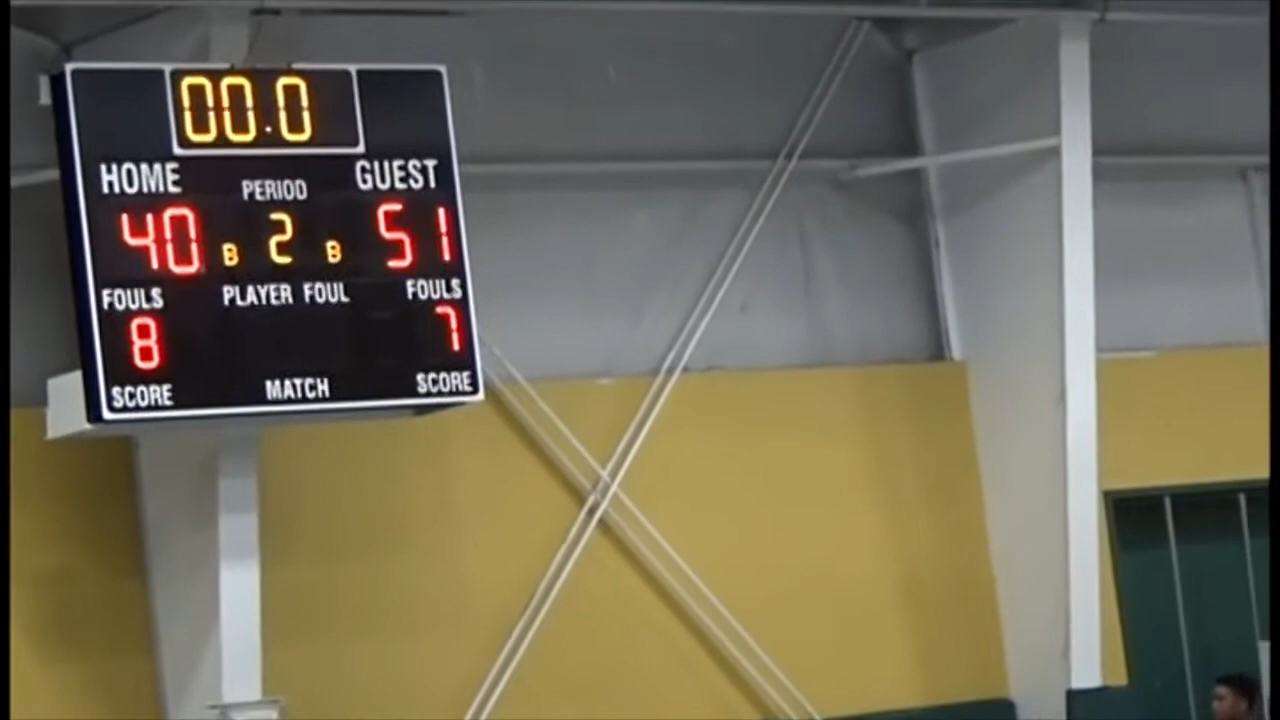 00.0
HOME PERIOD GUEST
40 B 2 B 51
FOULS PLAYER FOUL FOULS
8 7
SCORE MATCH SCORE